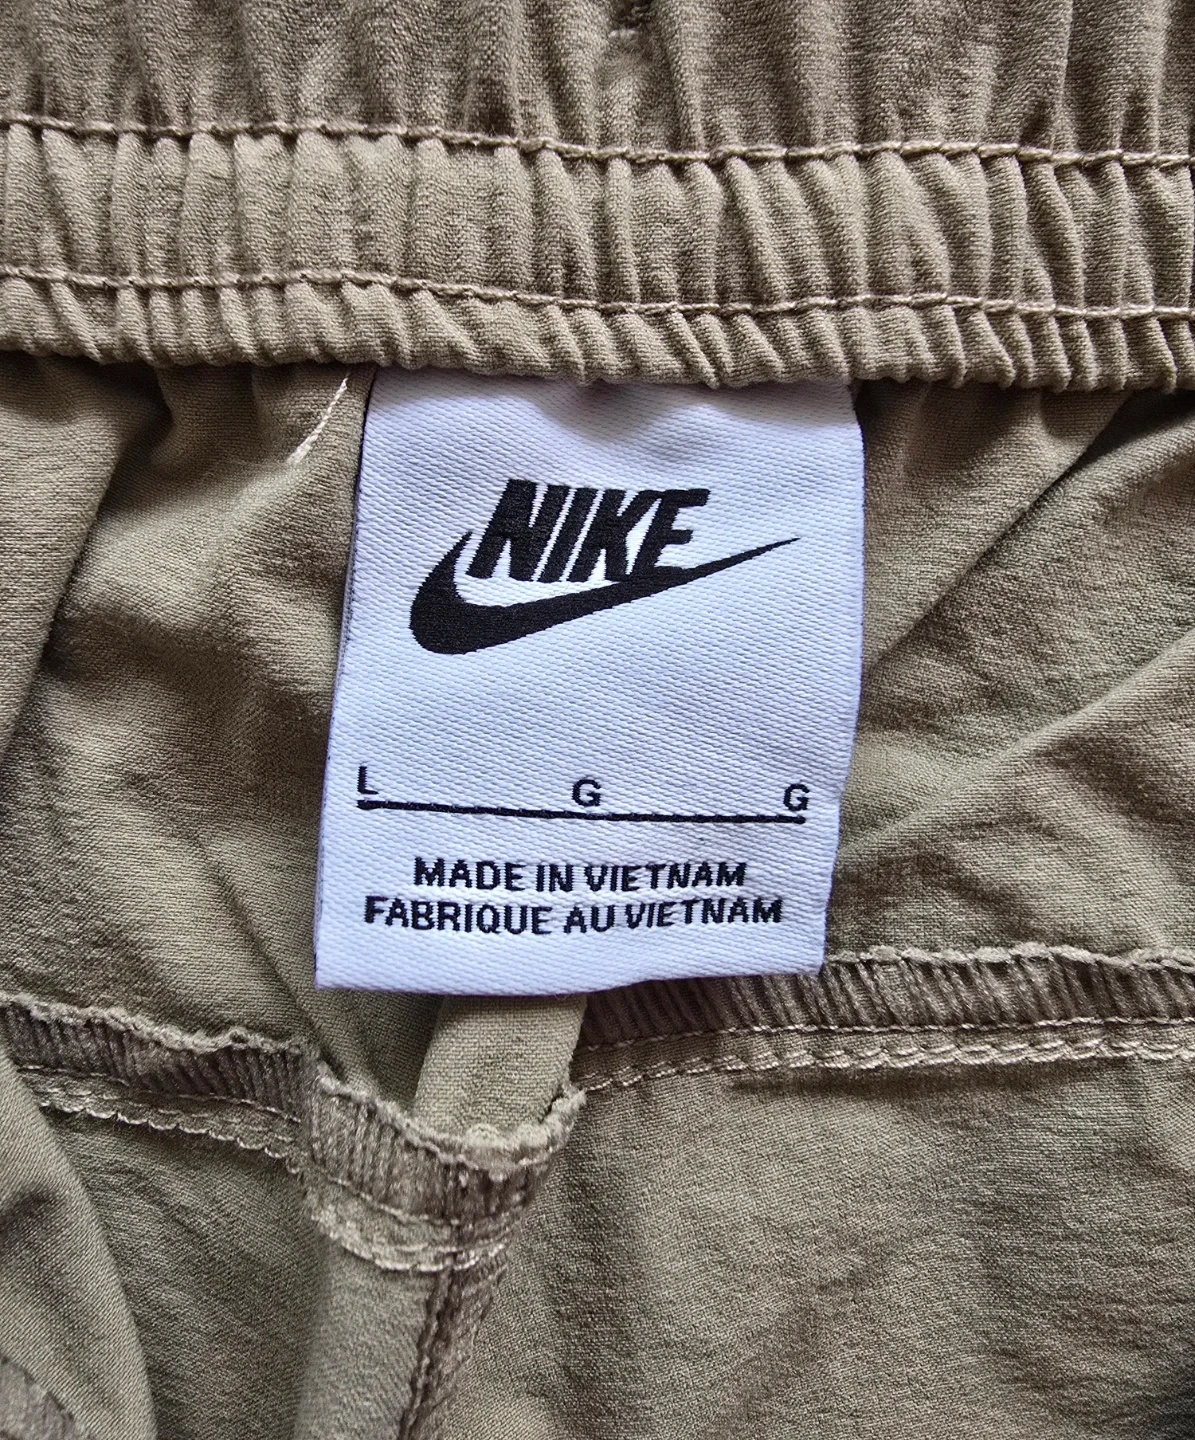 NIKE
L G G
MADE IN VIETNAM
FABRIQUE AU VIETNAM